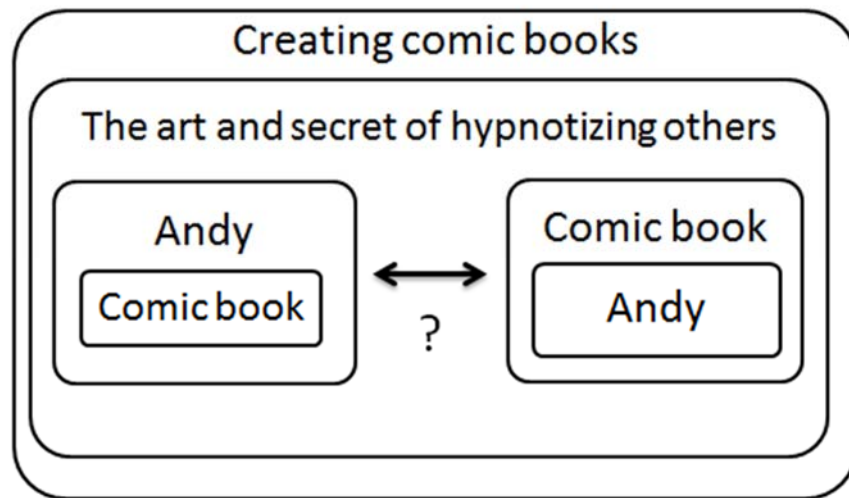 Creating comic books
The art and secret of hypnotizing others
Andy
Comic book
?
Comic book
Andy